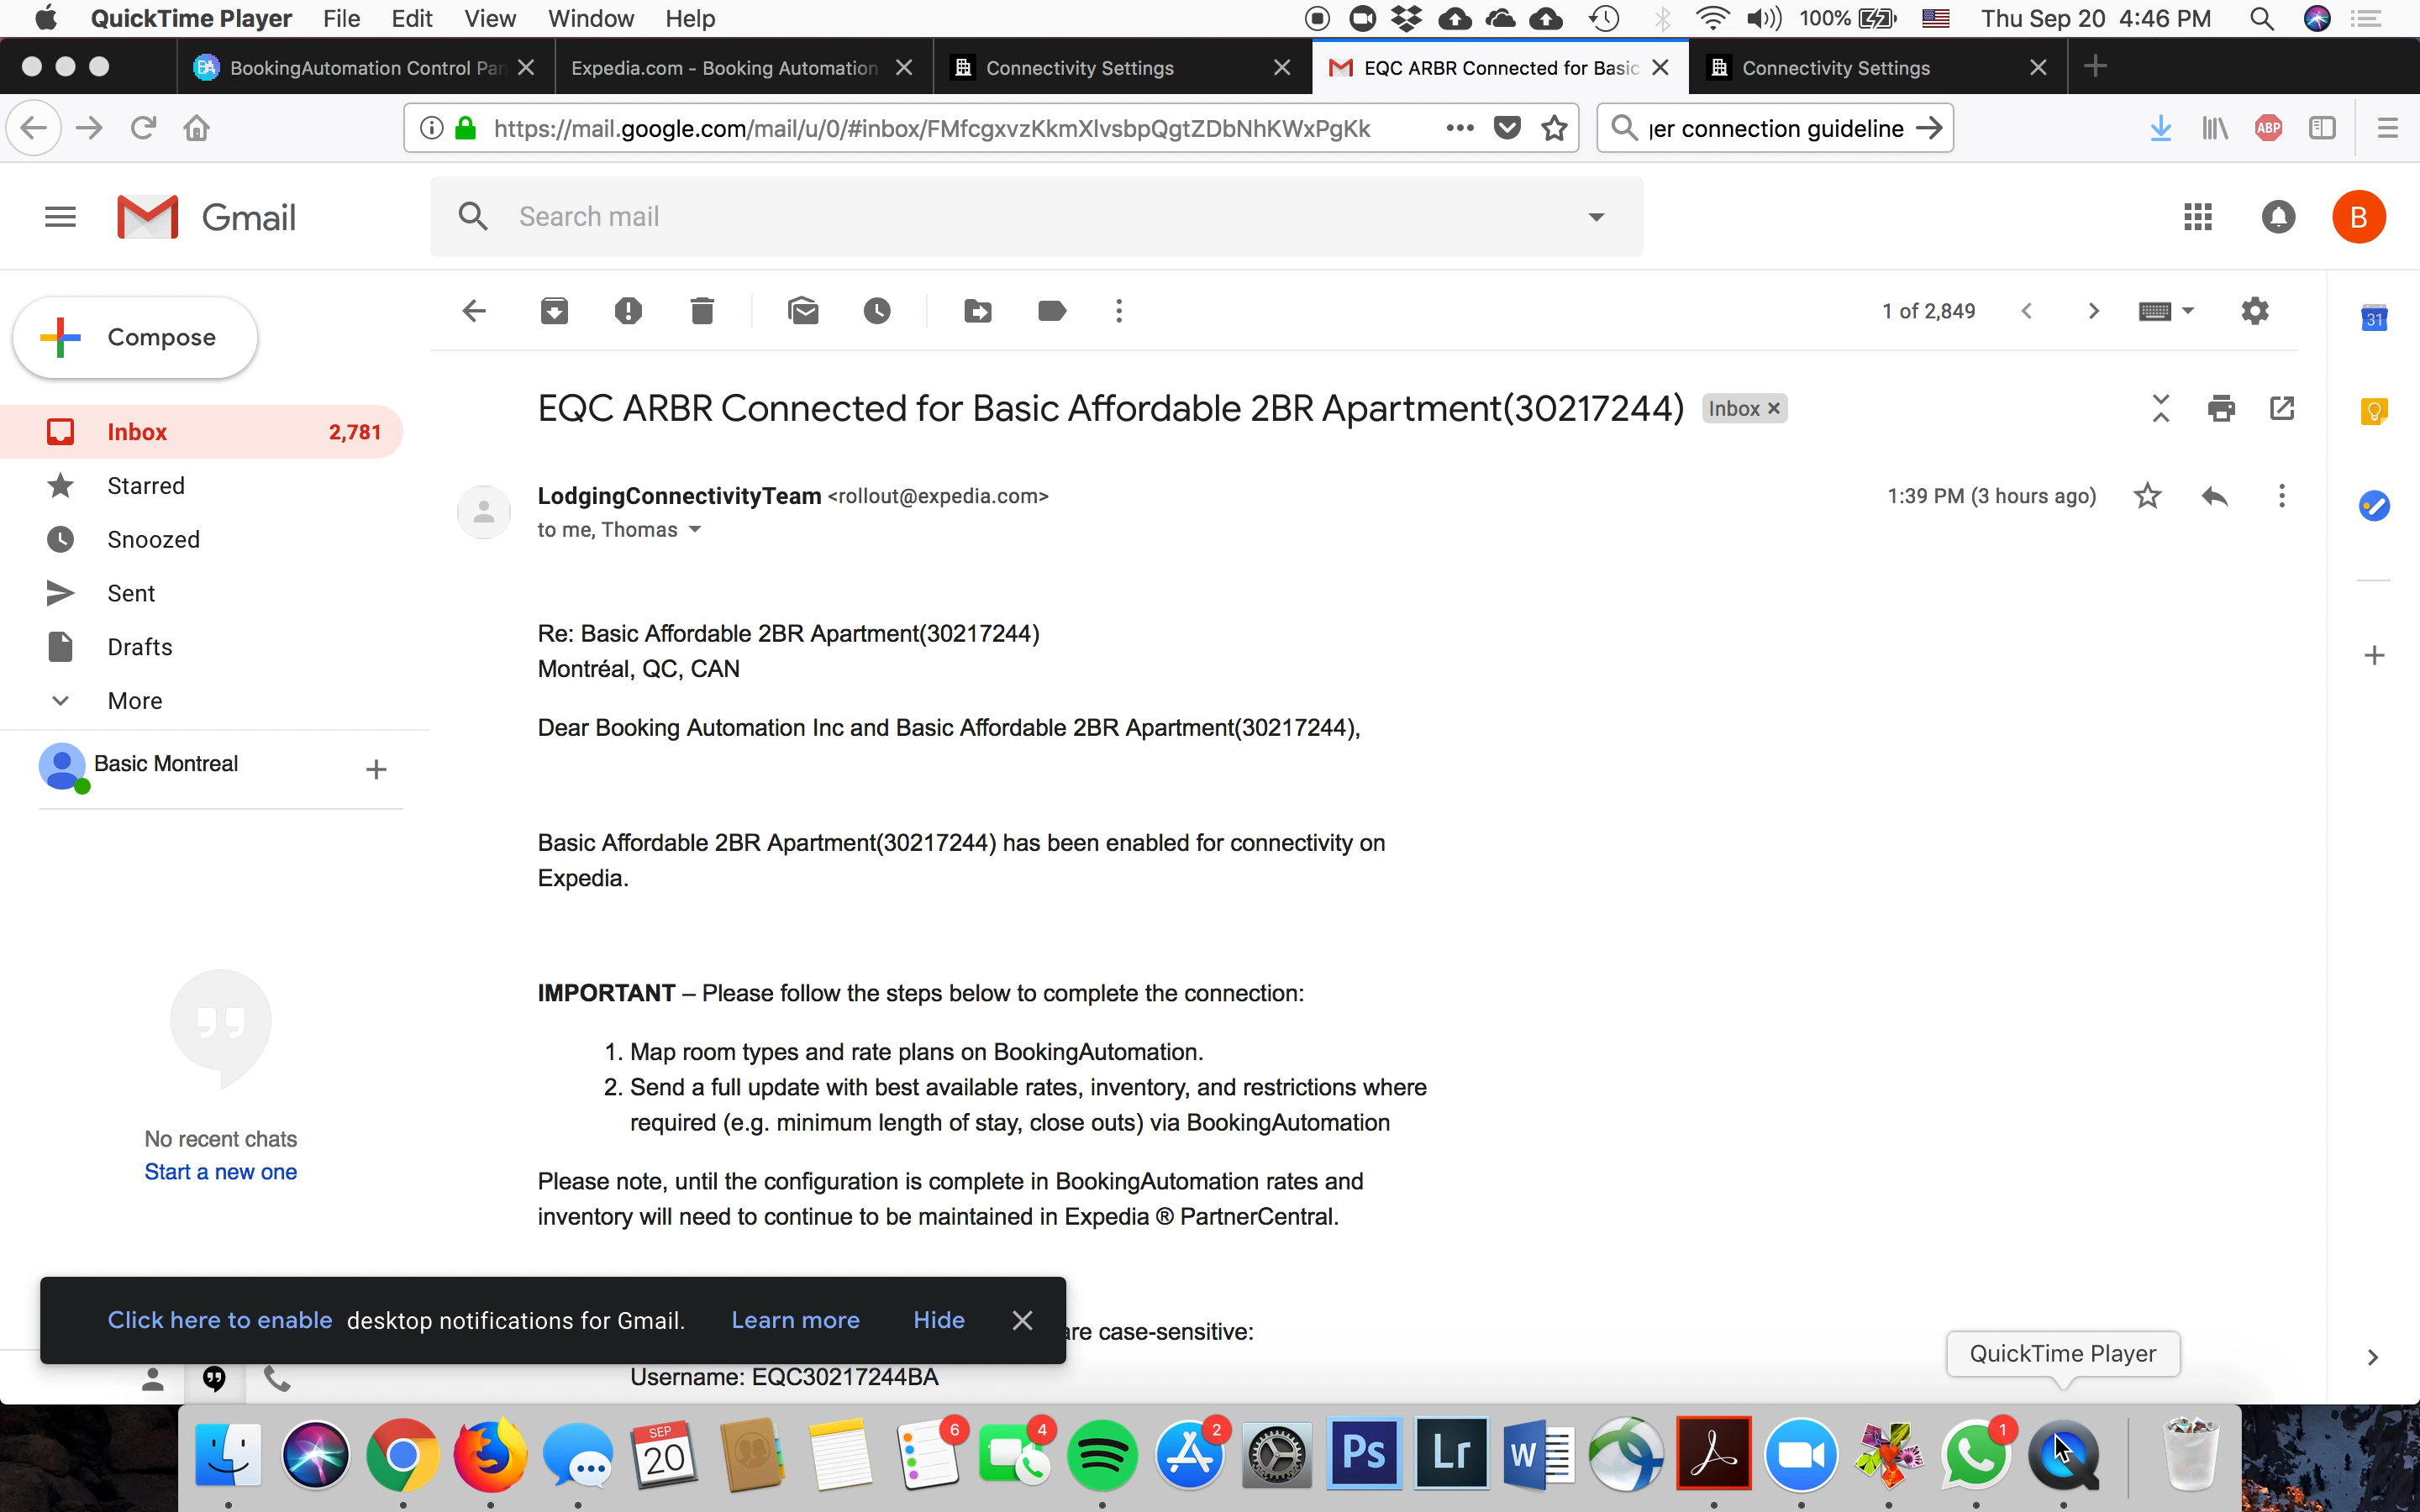 QuickTime Player File Edit View Window Help 100% Thu Sep 20 4:46 PM
BookingAutomation Control Pan Expedia.com - Booking Automation Connectivity Settings EQC ARBR Connected for Basic Connectivity Settings
https://mail.google.com/mail/u/0/#inbox/FMfcgxvzKkmXlvsbpQgtZDbNhKWxPgKk connection guideline ABP
Gmail Search mail B
Compose 1 of 2,849 31
EQC ARBR Connected for Basic Affordable 2BR Apartment(30217244) Inbox ×
Inbox 2,781
Starred
Snoozed
Sent
Drafts
More
Basic Montreal
No recent chats
Start a new one
LodgingConnectivityTeam <rollout@expedia.com> 1:39 PM (3 hours ago)
to me, Thomas
Re: Basic Affordable 2BR Apartment(30217244)
Montréal, QC, CAN
Dear Booking Automation Inc and Basic Affordable 2BR Apartment(30217244),
Basic Affordable 2BR Apartment(30217244) has been enabled for connectivity on
Expedia.
IMPORTANT – Please follow the steps below to complete the connection:
1. Map room types and rate plans on BookingAutomation.
2. Send a full update with best available rates, inventory, and restrictions where
required (e.g. minimum length of stay, close outs) via BookingAutomation
Please note, until the configuration is complete in BookingAutomation rates and
inventory will need to continue to be maintained in Expedia ® PartnerCentral.
Click here to enable desktop notifications for Gmail. Learn more Hide
are case-sensitive:
Username: EQC30217244BA
QuickTime Player
SEP
20
6 4 2 Ps Lr W 1